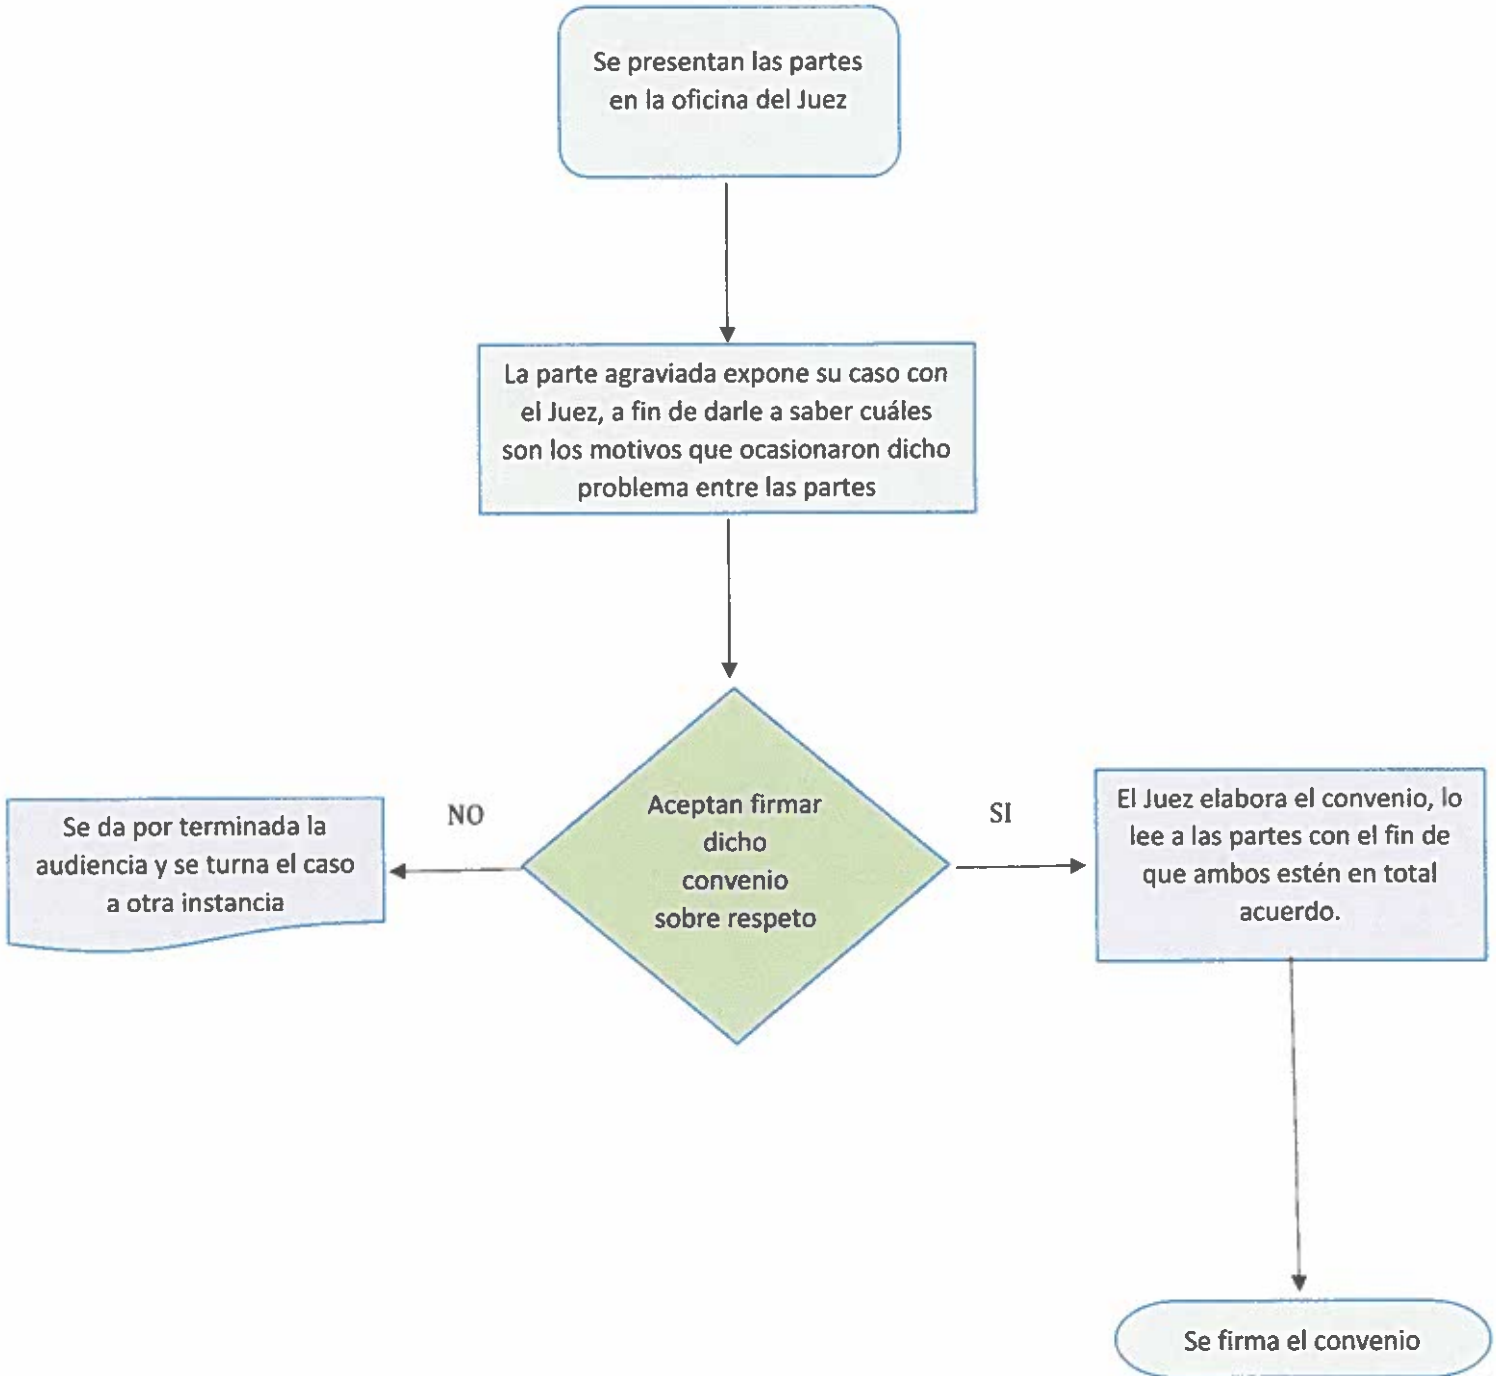 Se presentan las partes
en la oficina del Juez
La parte agraviada expone su caso con
el Juez, a fin de darle a saber cuáles
son los motivos que ocasionaron dicho
problema entre las partes
Aceptan firmar
dicho
convenio
sobre respeto
NO
Se da por terminada la
audiencia y se turna el caso
a otra instancia
SI
El Juez elabora el convenio, lo
lee a las partes con el fin de
que ambos estén en total
acuerdo.
Se firma el convenio